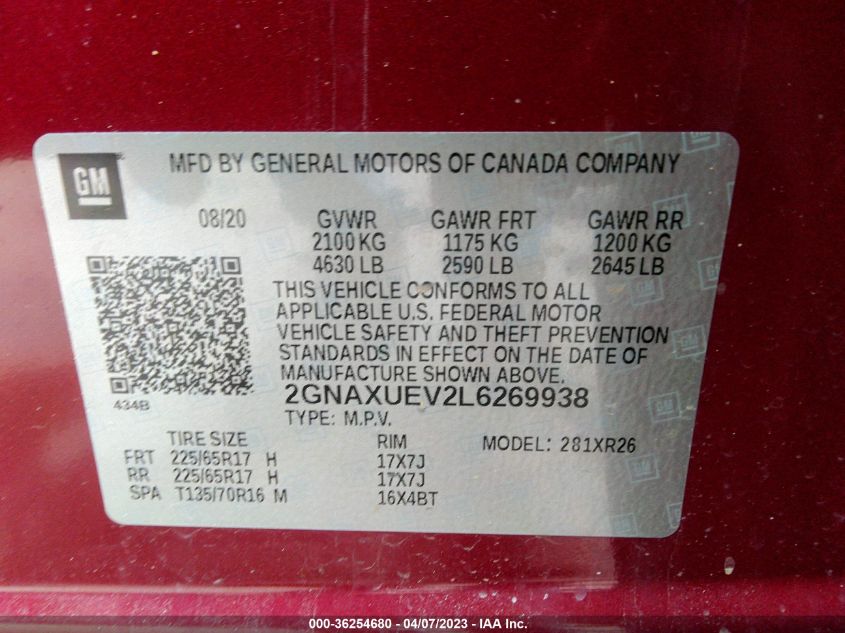 GM
MFD BY GENERAL MOTORS OF CANADA COMPANY
08/20 GVWR GAWR FRT GAWR RR
2100 KG 1175 KG 1200 KG
4630 LB 2590 LB 2645 LB
THIS VEHICLE CONFORMS TO ALL
APPLICABLE U.S. FEDERAL MOTOR
VEHICLE SAFETY AND THEFT PREVENTION
STANDARDS IN EFFECT ON THE DATE OF
MANUFACTURE SHOWN ABOVE.
434B
2GNAXUEV2L6269938
TYPE: M.P.V.
TIRE SIZE RIM MODEL: 281XR26
FRT 225/65R17 H 17X7J
RR 225/65R17 H 17X7J
SPA T135/70R16 M 16X4BT
000-36254680 - 04/07/2023 - IAA Inc.